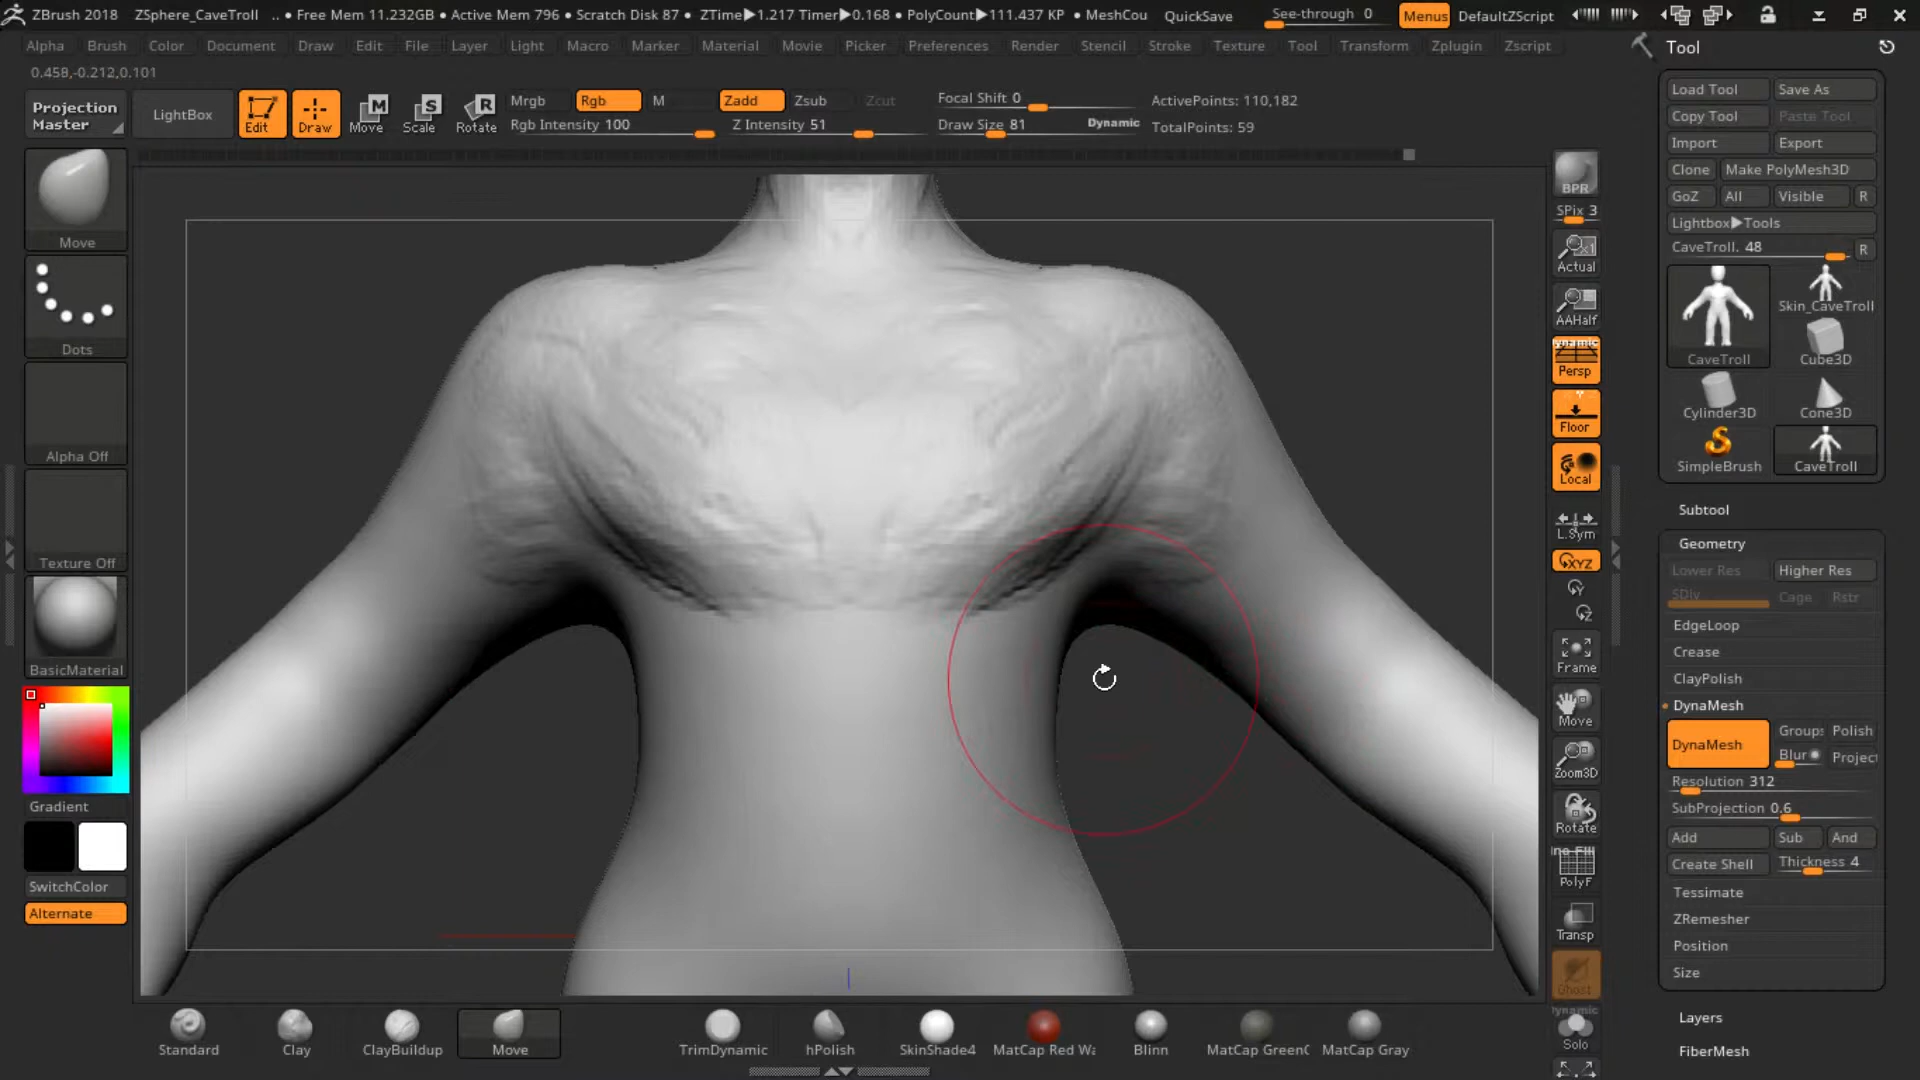 ZBrush 2018 ZSphere_CaveTroll .. • Free Mem 11.232GB • Active Mem 796 • Scratch Disk 87 • ZTime▶1.217 Timer▶0.168 • PolyCount▶111.437 KP • MeshCou QuickSave See-through 0 Menus DefaultZScript
Alpha Brush Color Document Draw Edit File Layer Light Macro Marker Material Movie Picker Preferences Render Stencil Stroke Texture Tool Transform Zplugin Zscript
0.458,-0.212,0.101
Projection Master
LightBox
Edit
Draw
Move
Scale
Rotate
Mrgb Rgb M Zadd Zsub Zcut
Rgb Intensity 100 Z Intensity 51
Focal Shift 0
Draw Size 81 Dynamic
ActivePoints: 110,182
TotalPoints: 59
Move
Dots
Alpha Off
Texture Off
BasicMaterial
Gradient
SwitchColor
Alternate
BPR
SPix 3
Actual
AAHalf
Persp
Floor
Local
L.Sym
XYZ
Y
Z
Frame
Move
Zoom3D
Rotate
PolyF
Transp
Ghost
Dynamic
Solo
Tool
Load Tool Save As
Copy Tool Paste Tool
Import Export
Clone Make PolyMesh3D
GoZ All Visible R
Lightbox▶Tools
CaveTroll. 48 R
CaveTroll
Skin_CaveTroll
Cube3D
Cylinder3D
Cone3D
SimpleBrush
CaveTroll
Subtool
Geometry
Lower Res Higher Res
SDiv Cage Rstr
EdgeLoop
Crease
ClayPolish
DynaMesh
DynaMesh Groups Polish
Blur Project
Resolution 312
SubProjection 0.6
Add Sub And
Create Shell Thickness 4
Tessimate
ZRemesher
Position
Size
Layers
FiberMesh
Standard Clay ClayBuildup Move TrimDynamic hPolish SkinShade4 MatCap Red Wa Blinn MatCap GreenC MatCap Gray